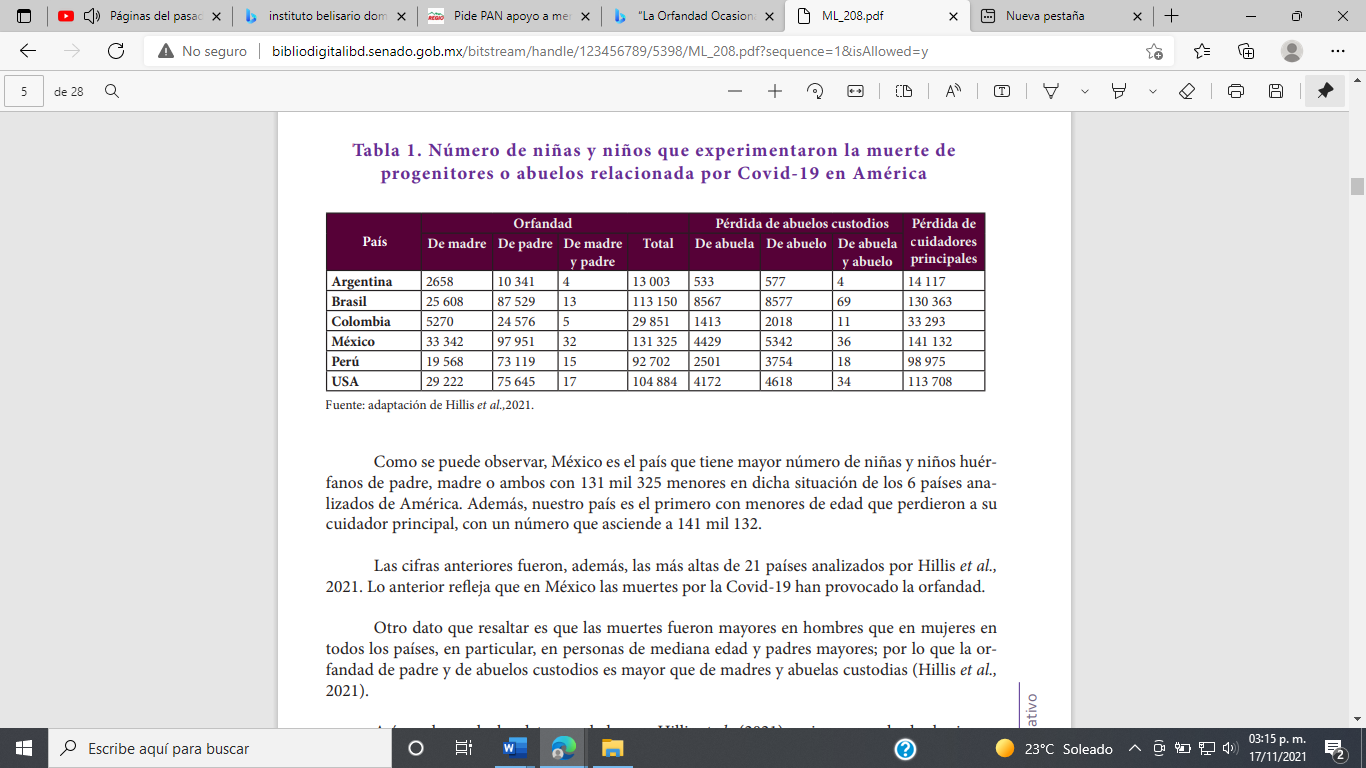 Páginas del pasac
instituto belisario dom
Pide PAN apoyo a me
"La Orfandad Ocasion
ML_208.pdf
Nueva pestaña
No seguro
bibliodigitalibd.senado.gob.mx/bitstream/handle/123456789/5398/ML_208.pdf?sequence=1&isAllowed=y
5 de 28
Tabla 1. Número de niñas y niños que experimentaron la muerte de
progenitores o abuelos relacionada por Covid-19 en América
País Orfandad Pérdida de abuelos custodios Pérdida de cuidadores principales
De madre De padre De madre y padre Total De abuela De abuelo De abuela y abuelo
Argentina 2658 10 341 4 13 003 533 577 4 14 117
Brasil 25 608 87 529 13 113 150 8567 8577 69 130 363
Colombia 5270 24 576 5 29 851 1413 2018 11 33 293
México 33 342 97 951 32 131 325 4429 5342 36 141 132
Perú 19 568 73 119 15 92 702 2501 3754 18 98 975
USA 29 222 75 645 17 104 884 4172 4618 34 113 708
Fuente: adaptación de Hillis et al.,2021.
Como se puede observar, México es el país que tiene mayor número de niñas y niños huér-
fanos de padre, madre o ambos con 131 mil 325 menores en dicha situación de los 6 países ana-
lizados de América. Además, nuestro país es el primero con menores de edad que perdieron a su
cuidador principal, con un número que asciende a 141 mil 132.
Las cifras anteriores fueron, además, las más altas de 21 países analizados por Hillis et al.,
2021. Lo anterior refleja que en México las muertes por la Covid-19 han provocado la orfandad.
Otro dato que resaltar es que las muertes fueron mayores en hombres que en mujeres en
todos los países, en particular, en personas de mediana edad y padres mayores; por lo que la or-
fandad de padre y de abuelos custodios es mayor que de madres y abuelas custodias (Hillis et al.,
2021).
ativo
Escribe aquí para buscar
23°C Soleado
03:15 p. m.
17/11/2021
2